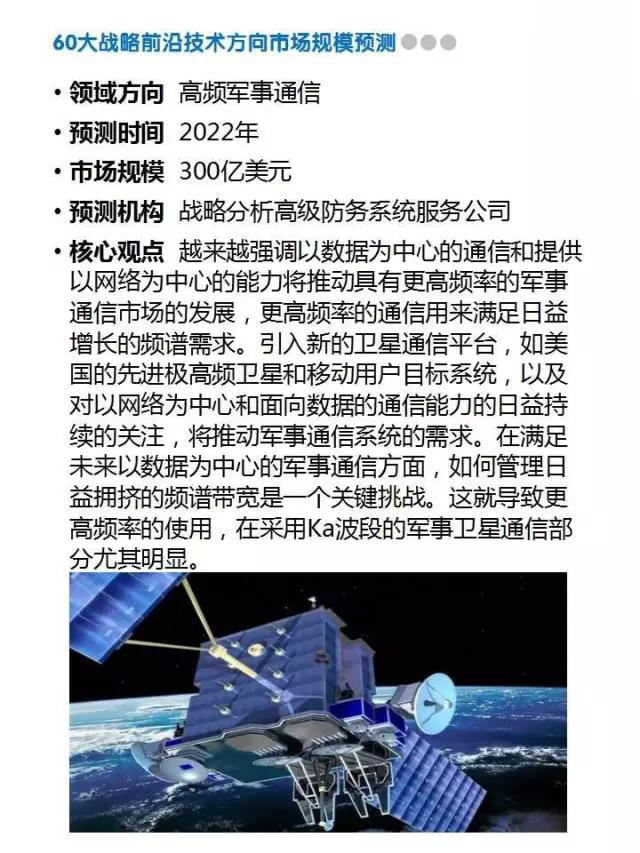 60大战略前沿技术方向市场规模预测
• 领域方向 高频军事通信
• 预测时间 2022年
• 市场规模 300亿美元
• 预测机构 战略分析高级防务系统服务公司
• 核心观点 越来越强调以数据为中心的通信和提供
以网络为中心的能力将推动具有更高频率的军事
通信市场的发展，更高频率的通信用来满足日益
增长的频谱需求。引入新的卫星通信平台，如美
国的先进极高频卫星和移动用户目标系统，以及
对以网络为中心和面向数据的通信能力的日益持
续的关注，将推动军事通信系统的需求。在满足
未来以数据为中心的军事通信方面，如何管理日
益拥挤的频谱带宽是一个关键挑战。这就导致更
高频率的使用，在采用Ka波段的军事卫星通信部
分尤其明显。